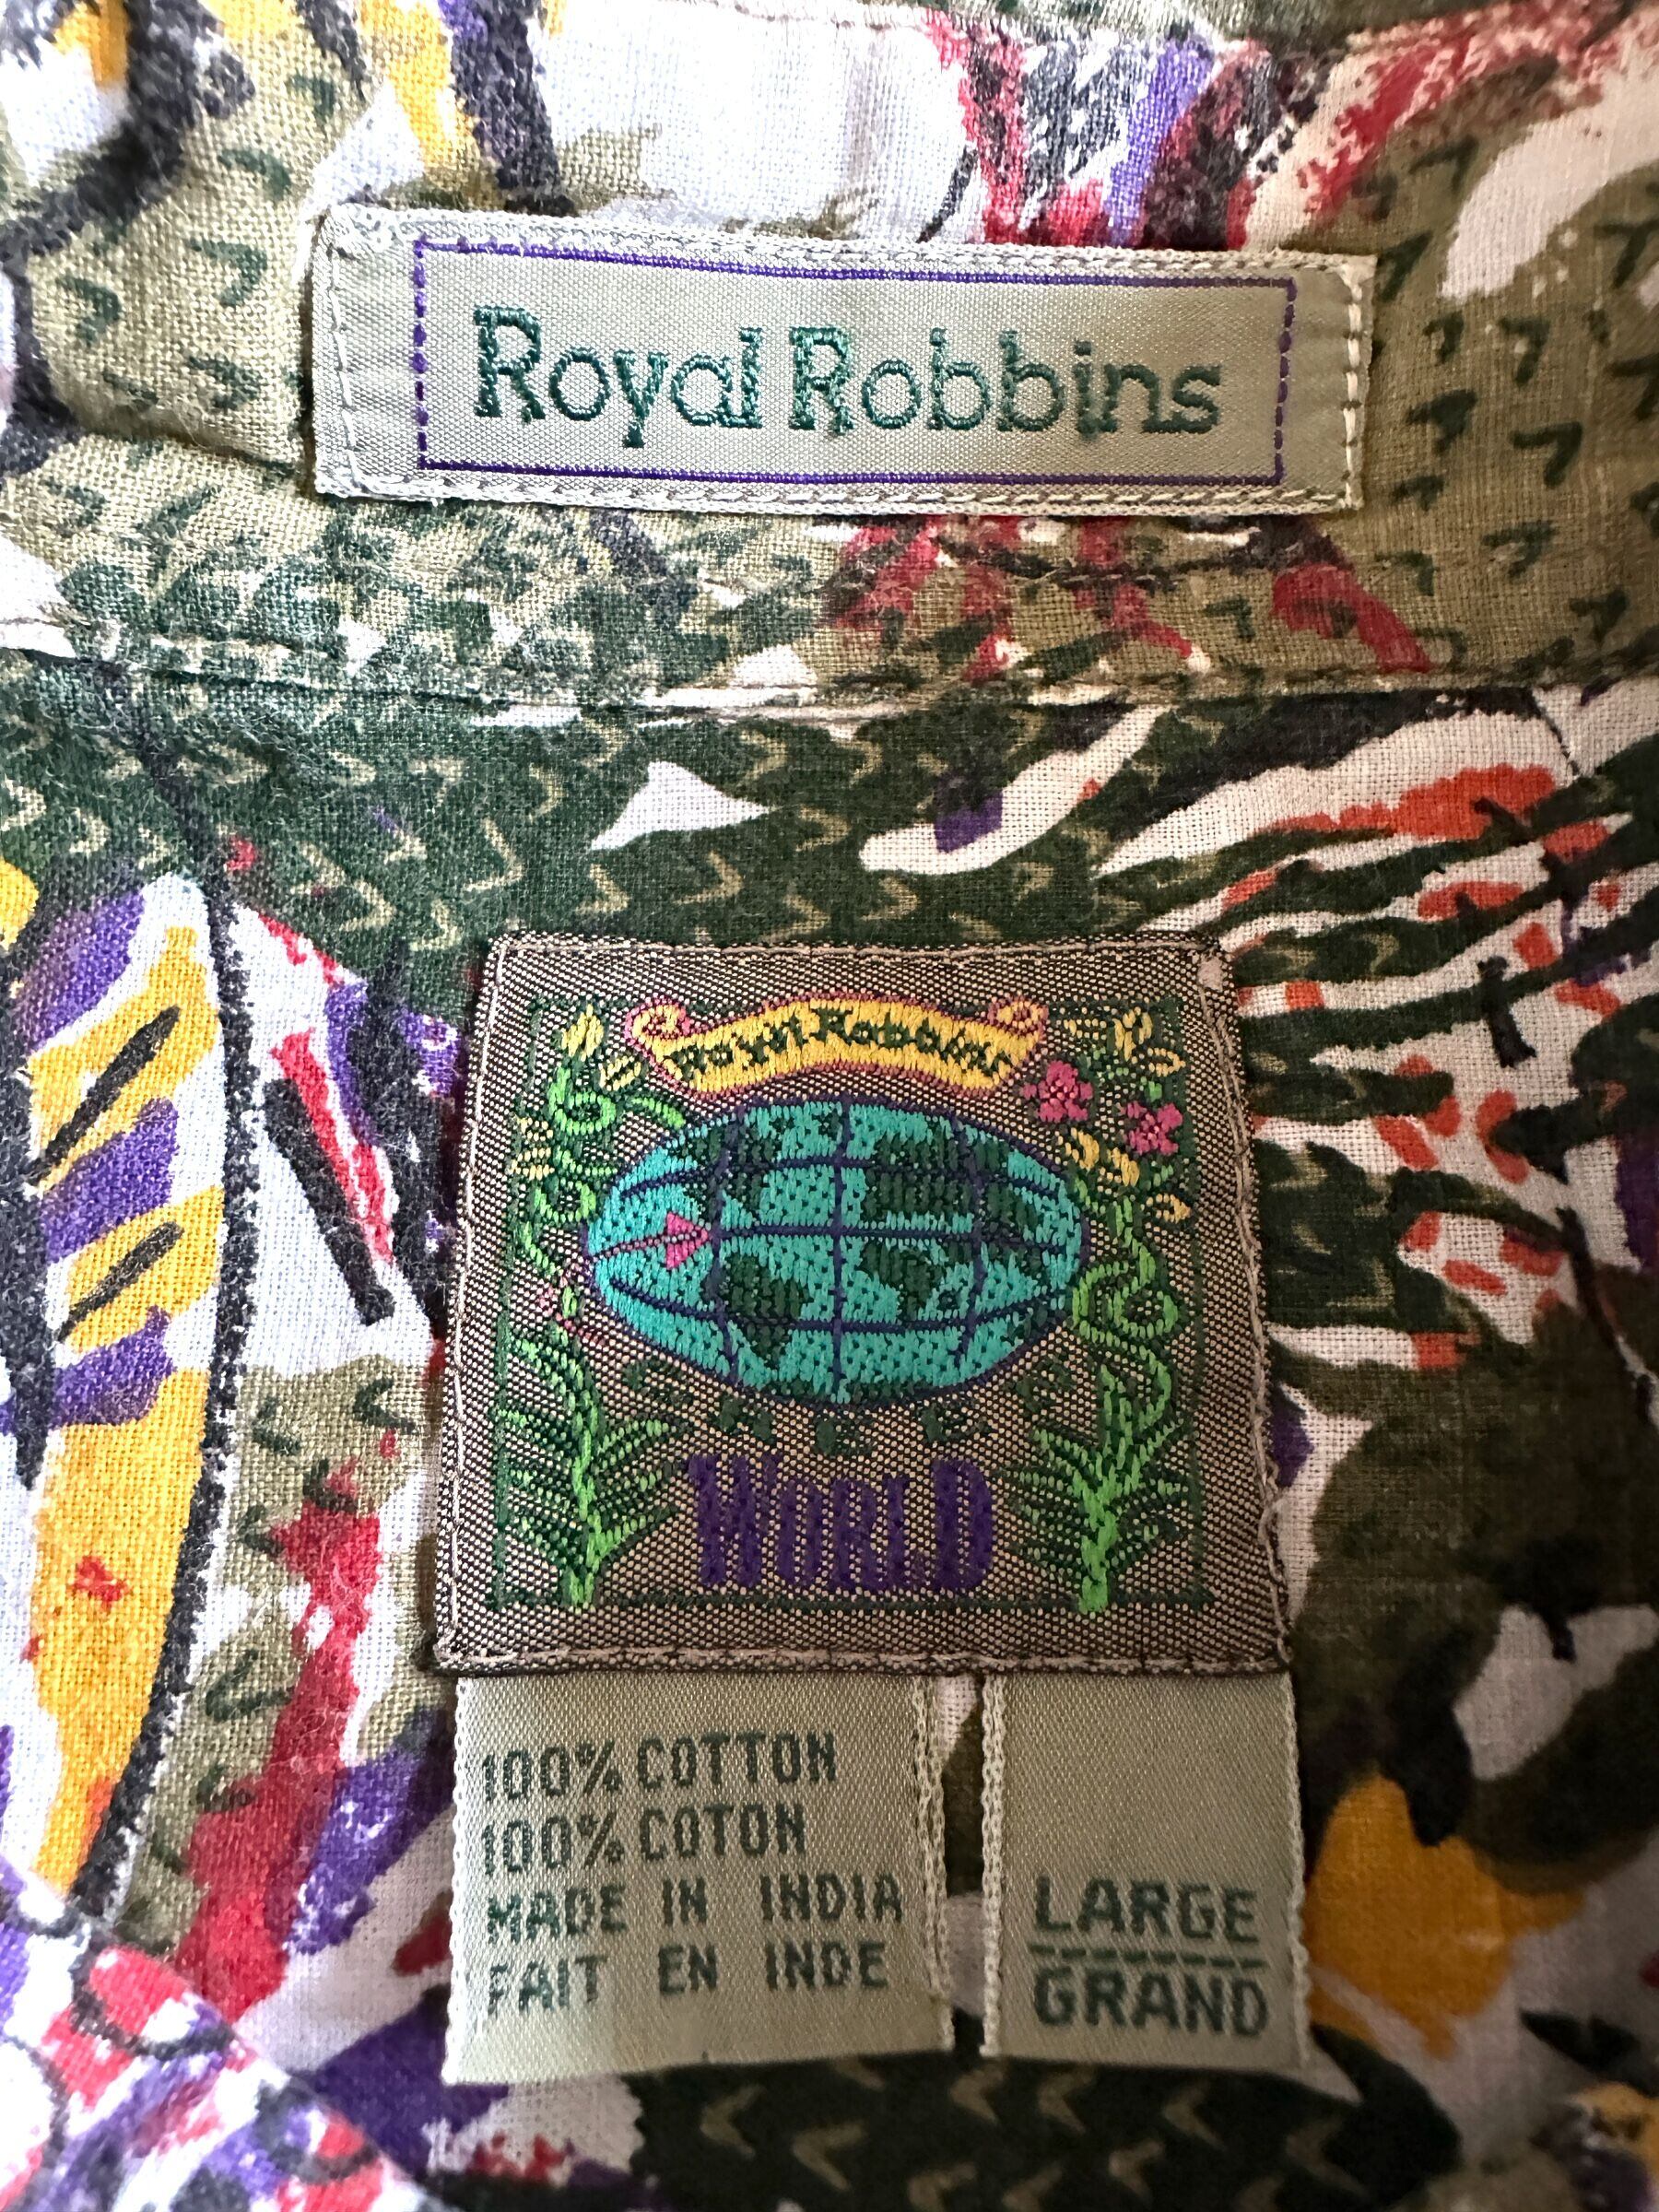 Royal Robbins
Royal Robbins
WORLD
100% COTTON
100% COTON
MADE IN INDIA
FAIT EN INDE
LARGE
GRAND